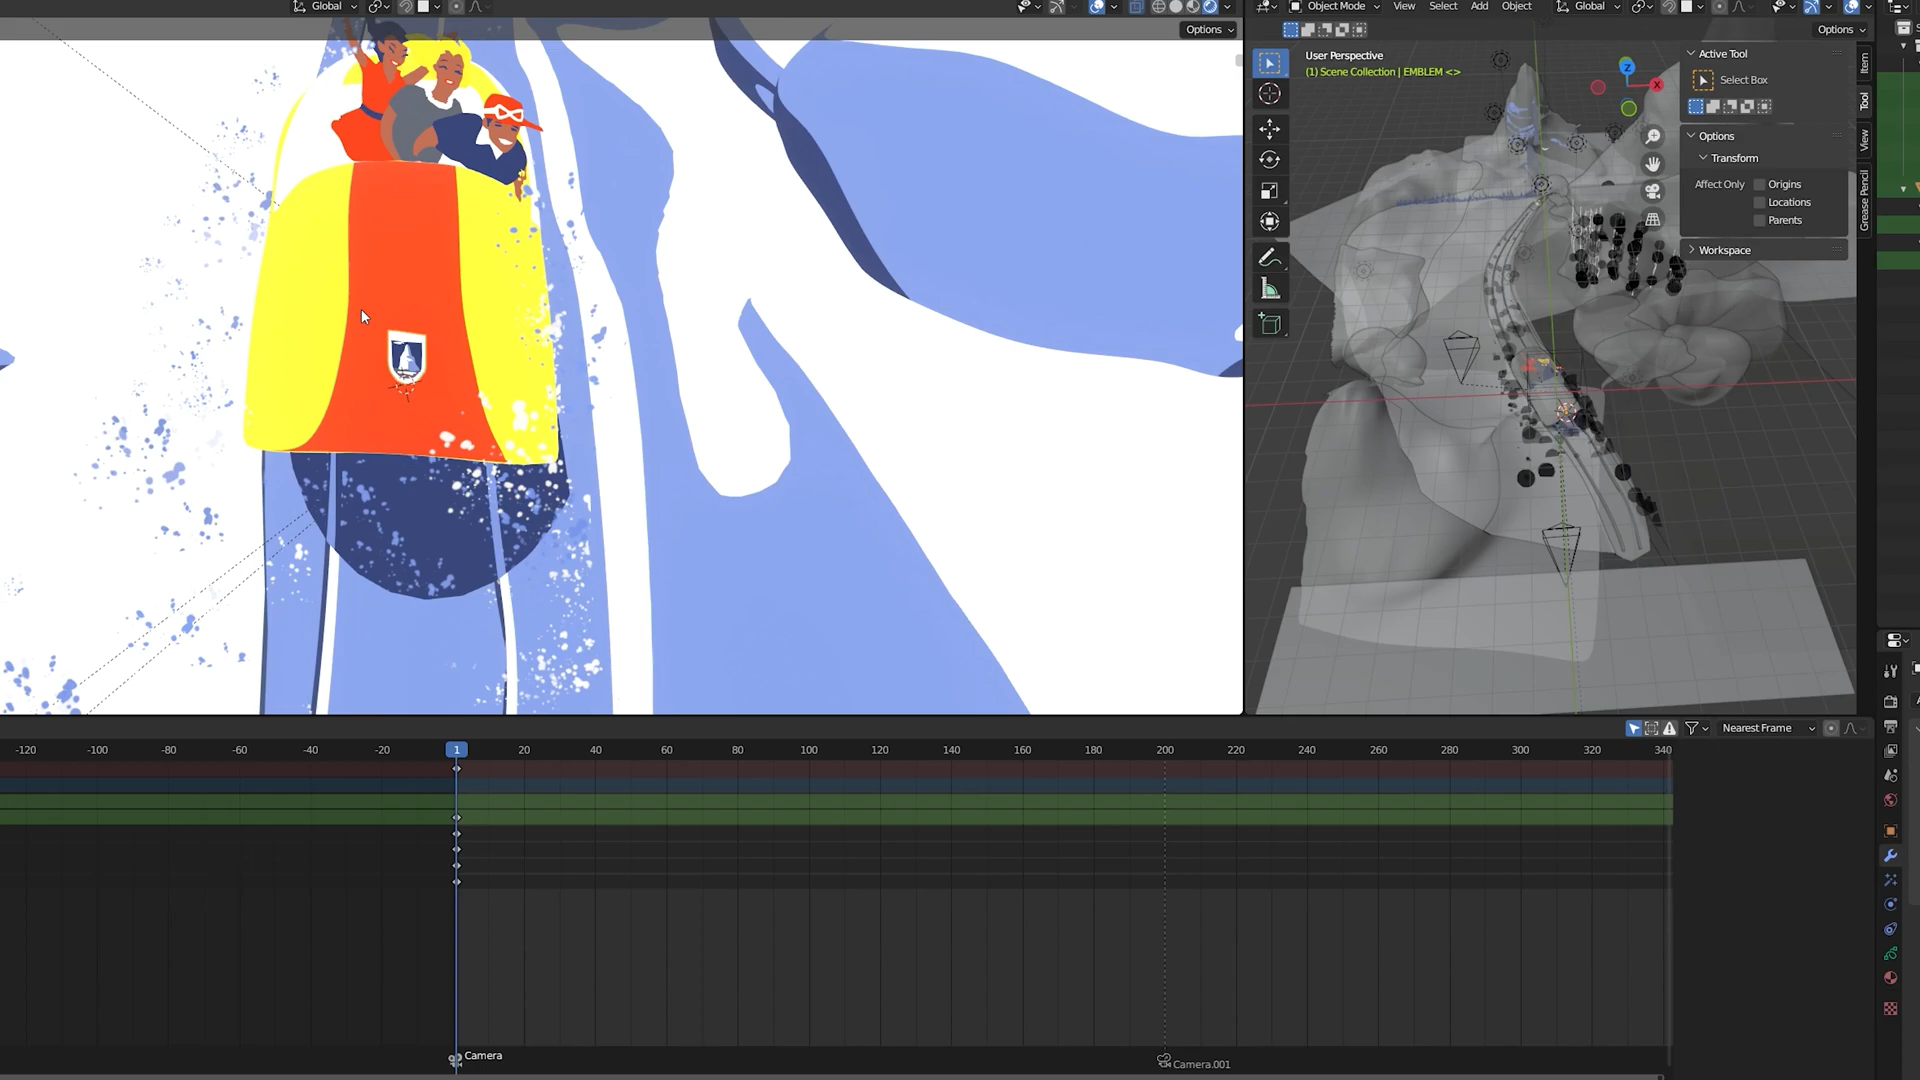 Global
Options
Object Mode
View
Select
Add
Object
Global
Options
User Perspective
(1) Scene Collection | EMBLEM <>
Z
X
Active Tool
Select Box
Options
Transform
Affect Only
Origins
Locations
Parents
Workspace
Item
Tool
View
Grease Pencil
Nearest Frame
-120 -100 -80 -60 -40 -20 1 20 40 60 80 100 120 140 160 180 200 220 240 260 280 300 320 340
Camera
Camera.001